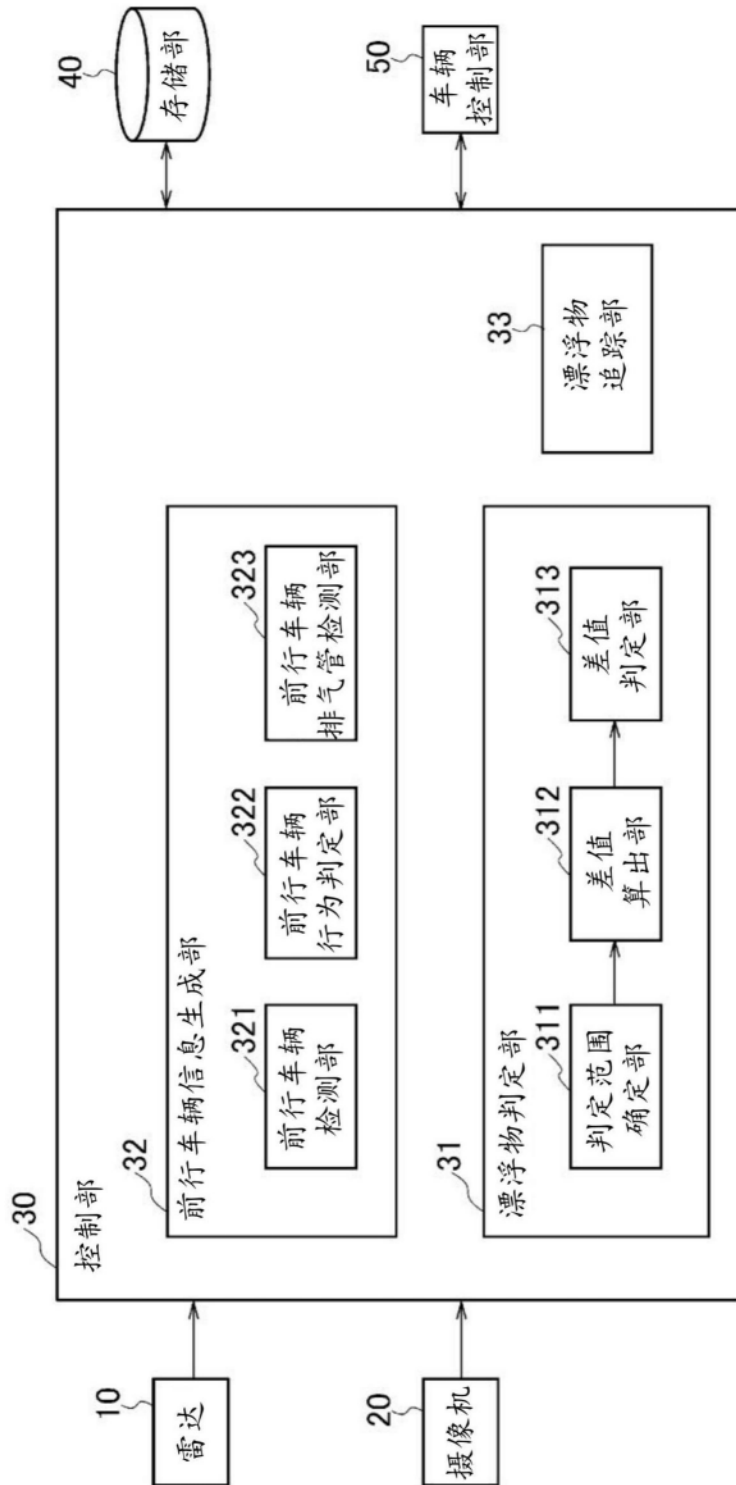 30
控制部
10
雷达
20
摄像机
32
前行车辆信息生成部
321
前行车辆
检测部
322
前行车辆
行为判定部
323
前行车辆
排气管检测部
31
漂浮物判定部
311
判定范围
确定部
312
差值
算出部
313
差值
判定部
33
漂浮物
追踪部
40
存储部
50
车辆
控制部